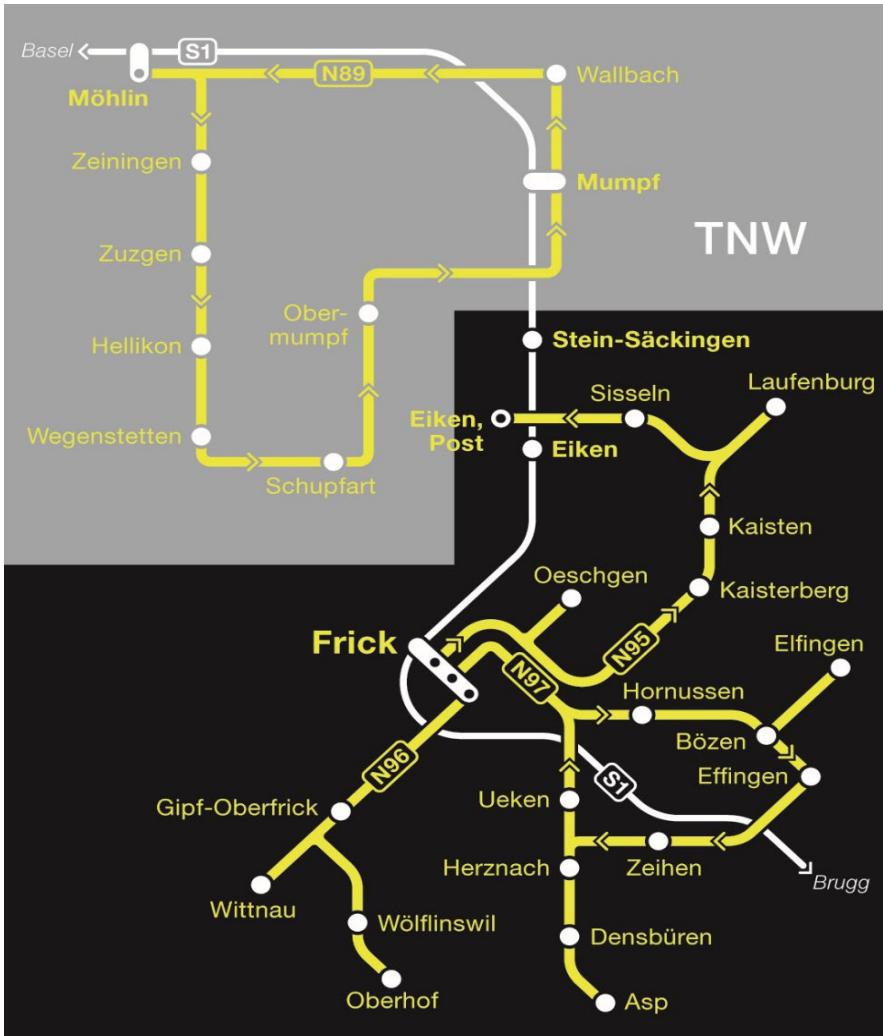 Basel
S1
N89
Wallbach
Möhlin
Zeiningen
Mumpf
TNW
Zuzgen
Ober-
mumpf
Hellikon
Stein-Säckingen
Laufenburg
Sisseln
Eiken,
Post
Wegenstetten
Eiken
Schupfart
Kaisten
Oeschgen
Kaisterberg
Frick
N95
Elfingen
N97
Hornussen
Bözen
N96
S1
Effingen
Gipf-Oberfrick
Ueken
Herznach
Zeihen
Brugg
Wittnau
Wölflinswil
Densbüren
Oberhof
Asp